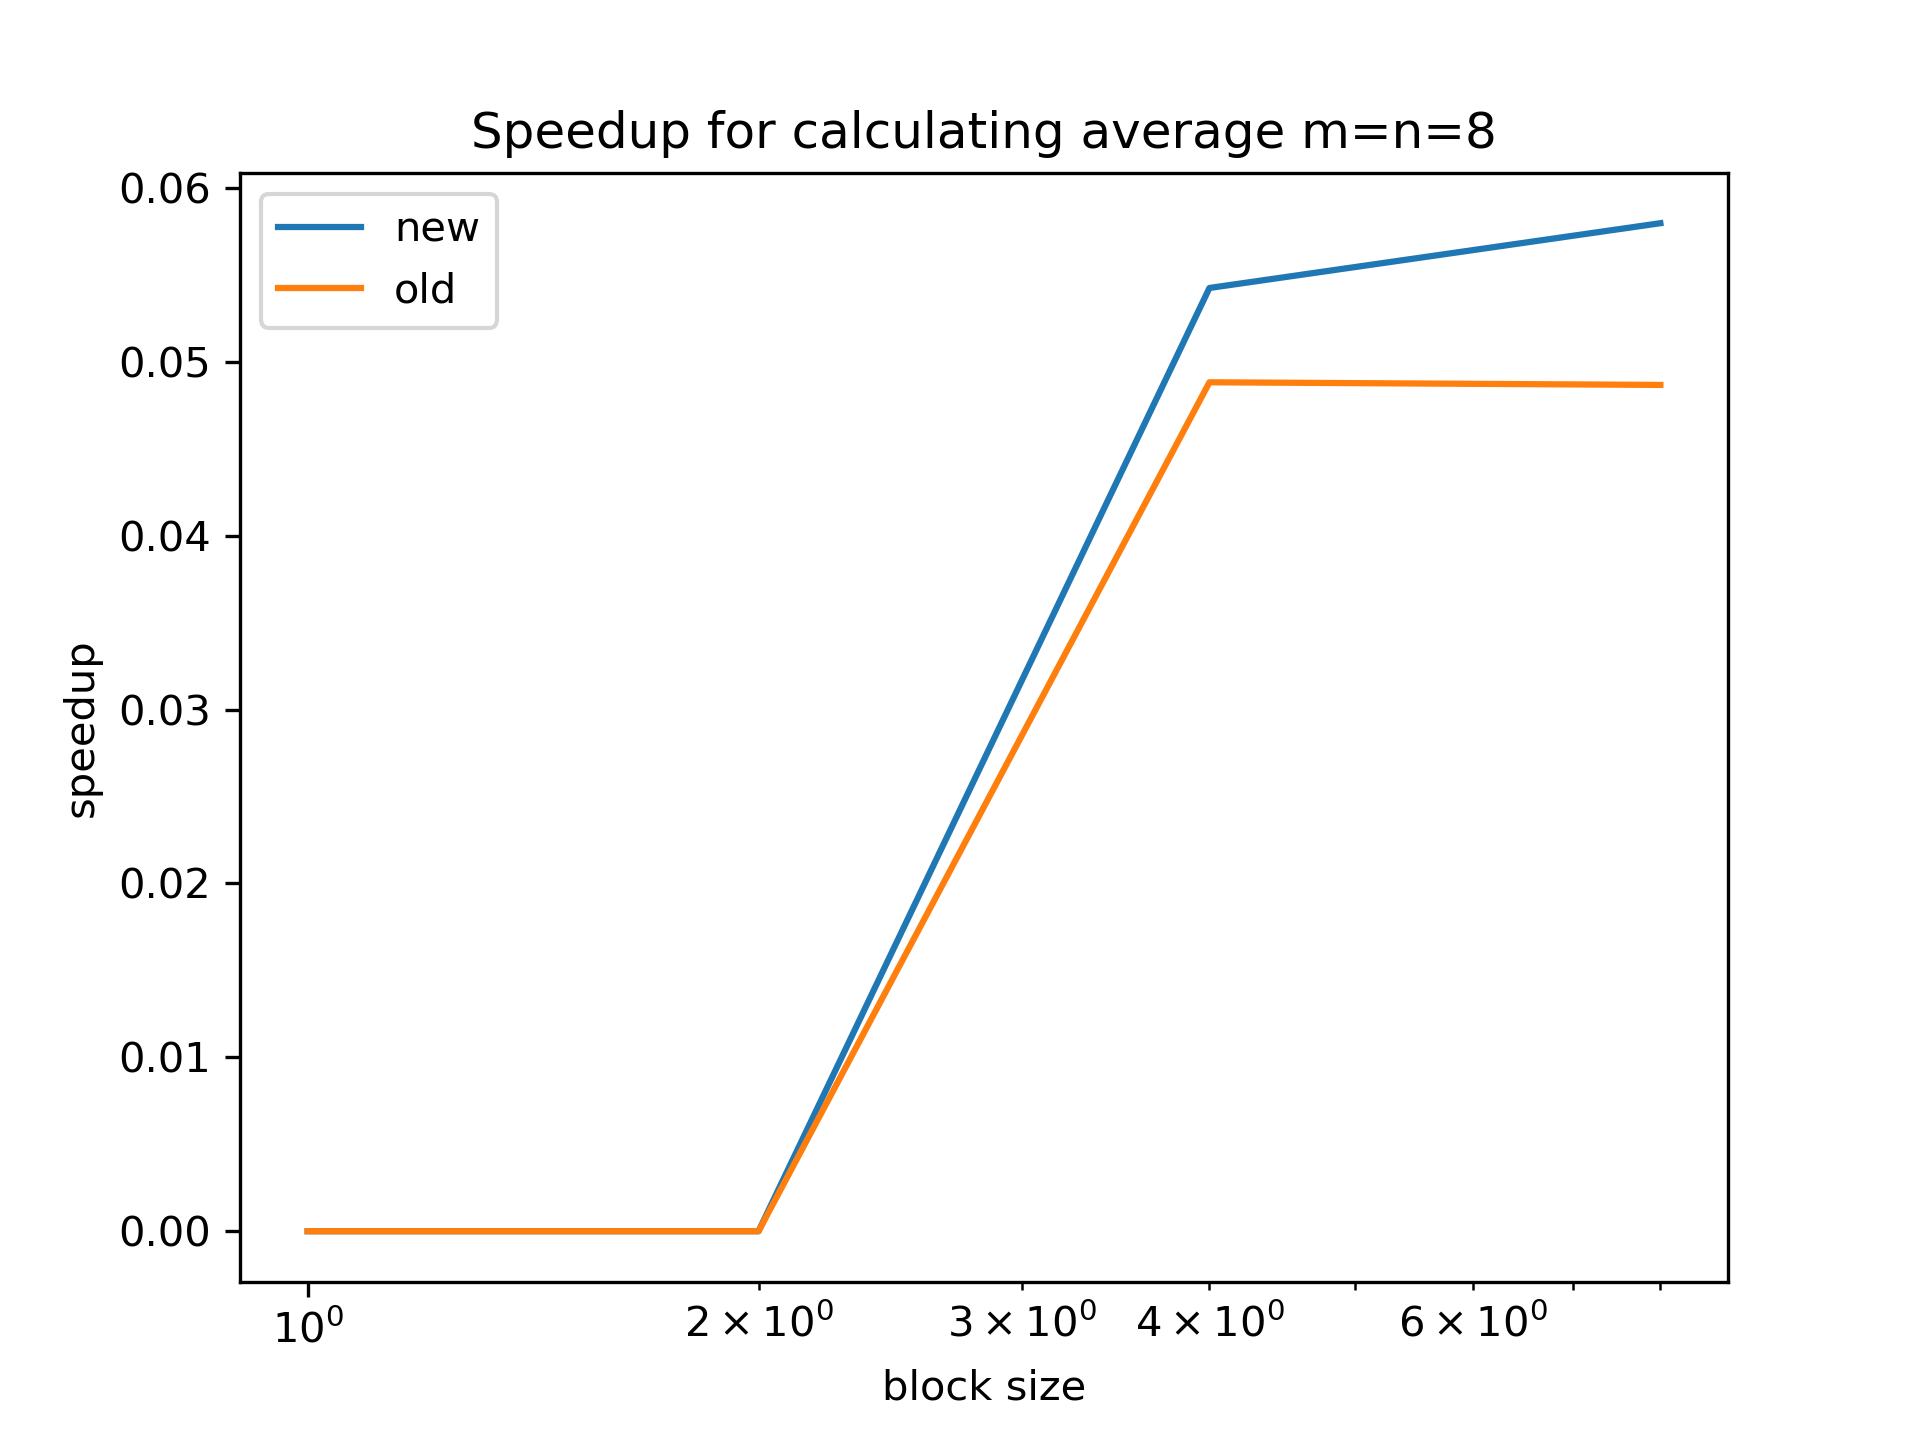 Speedup for calculating average m=n=8
new
old
0.06
0.05
0.04
0.03
0.02
0.01
0.00
speedup
10⁰
2 × 10⁰
3 × 10⁰
4 × 10⁰
6 × 10⁰
block size